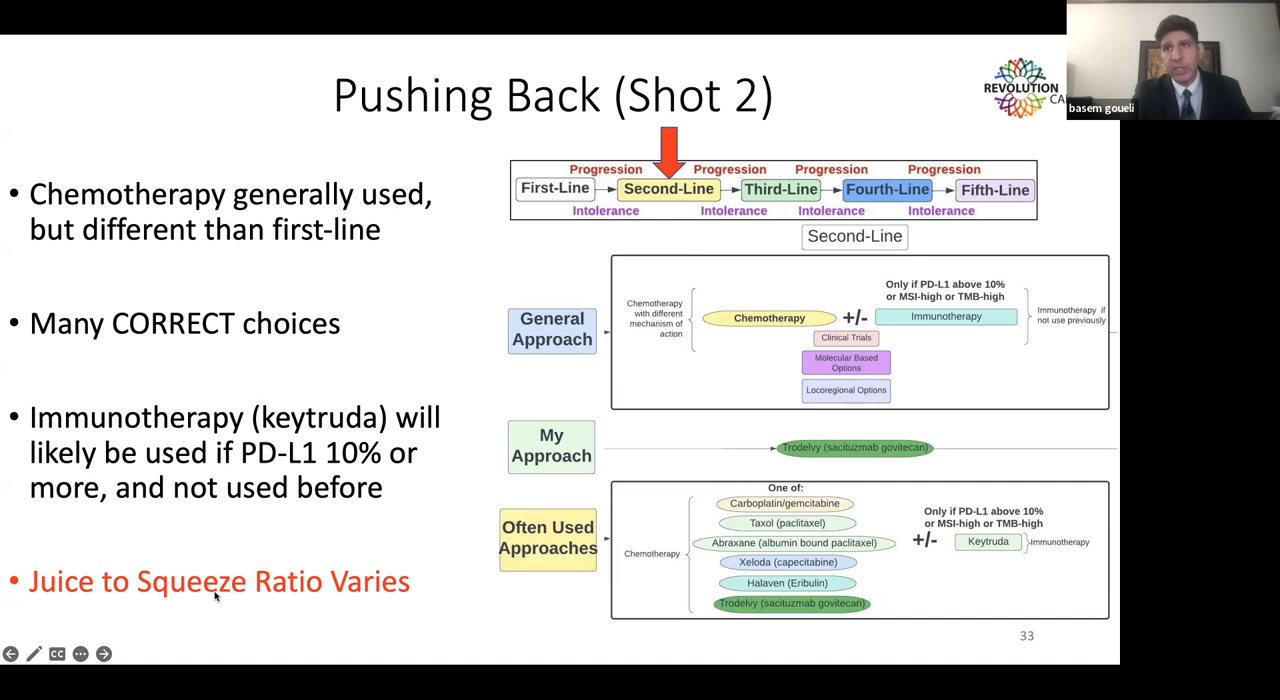 Pushing Back (Shot 2)
REVOLUTION
CA
basem goueli
• Chemotherapy generally used,
but different than first-line
• Many CORRECT choices
• Immunotherapy (keytruda) will
likely be used if PD-L1 10% or
more, and not used before
• Juice to Squeeze Ratio Varies
Progression Progression Progression Progression
First-Line Second-Line Third-Line Fourth-Line Fifth-Line
Intolerance Intolerance Intolerance Intolerance
Second-Line
General
Approach
Chemotherapy
with different
mechanism of
action
Chemotherapy
+/-
Only if PD-L1 above 10%
or MSI-high or TMB-high
Immunotherapy
Immunotherapy if
not use previously
Clinical Trials
Molecular Based
Options
Locoregional Options
My
Approach
Trodelvy (sacituzmab govitecan)
Often Used
Approaches
Chemotherapy
One of:
Carboplatin/gemcitabine
Taxol (paclitaxel)
Abraxane (albumin bound paclitaxel)
Xeloda (capecitabine)
Halaven (Eribulin)
Trodelvy (sacituzmab govitecan)
+/-
Only if PD-L1 above 10%
or MSI-high or TMB-high
Keytruda
Immunotherapy
33
CC